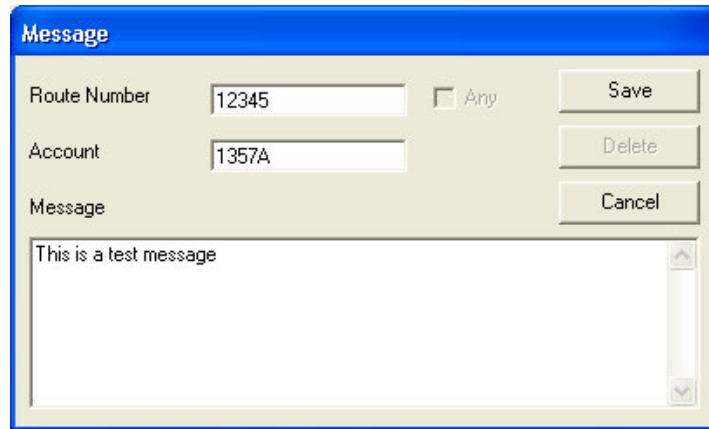 Message
Route Number 12345 Any Save
Account 1357A Delete
Message Cancel
This is a test message